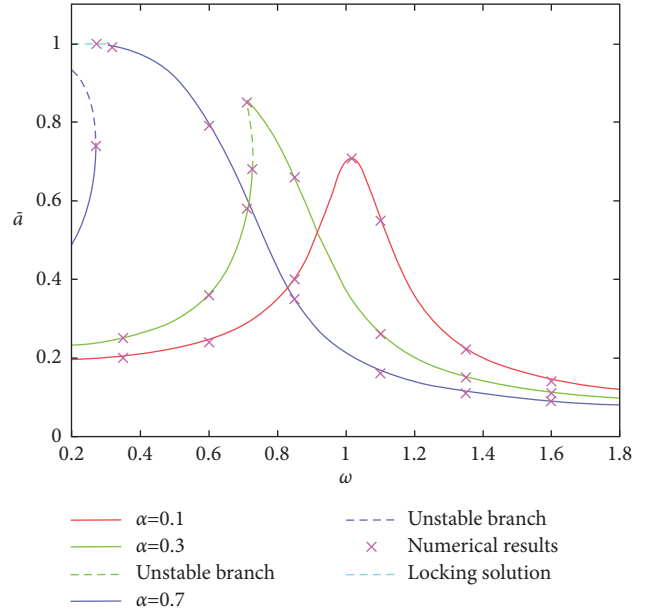 1
0.8
ā
0.6
0.4
0.2
0
0.2 0.4 0.6 0.8 1 1.2 1.4 1.6 1.8
ω
α=0.1
α=0.3
Unstable branch
α=0.7
Unstable branch
Numerical results
Locking solution